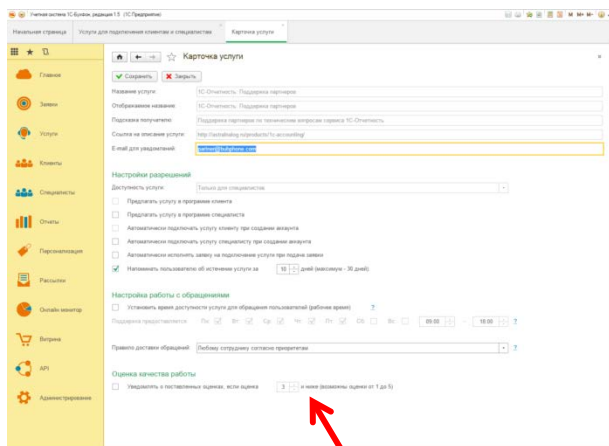 Учетная система 1С-Бухфон, редакция 1.5 (1С:Предприятие)
M M+ M-
Начальная страница
Услуги для подключения клиентам и специалистам
Карточка услуги
Карточка услуги
Сохранить
Закрыть
Главная
Заявки
Услуги
Клиенты
Специалисты
Отчеты
Персонализация
Рассылки
Онлайн-монитор
Витрина
API
Администрирование
Название услуги:
1С-Отчетность. Поддержка партнеров
Отображаемое название:
1С-Отчетность. Поддержка партнеров
Подсказка получателю:
Поддержка партнеров по техническим вопросам сервиса 1С-Отчетность
Ссылка на описание услуги:
E-mail для уведомлений:
partner@buhphone.com
Настройки разрешений
Доступность услуги:
Только для специалистов
Предлагать услугу в программе клиента
Предлагать услугу в программе специалиста
Автоматически подключать услугу клиенту при создании аккаунта
Автоматически подключать услугу специалисту при создании аккаунта
Автоматически исполнять заявку на подключение услуги при подаче заявки
Напоминать пользователю об истечении услуги за 10 дней (максимум - 30 дней)
Настройка работы с обращениями
Установить время доступности услуги для обращения пользователей (рабочее время) ?
Поддержка предоставляется Пн Вт Ср Чт Пт Сб Вс 09:00 - 18:00 ?
Правило доставки обращений Любому сотруднику согласно приоритетам ?
Оценка качества работы
Уведомлять о поставленных оценках, если оценка 3 и ниже (возможны оценки от 1 до 5)